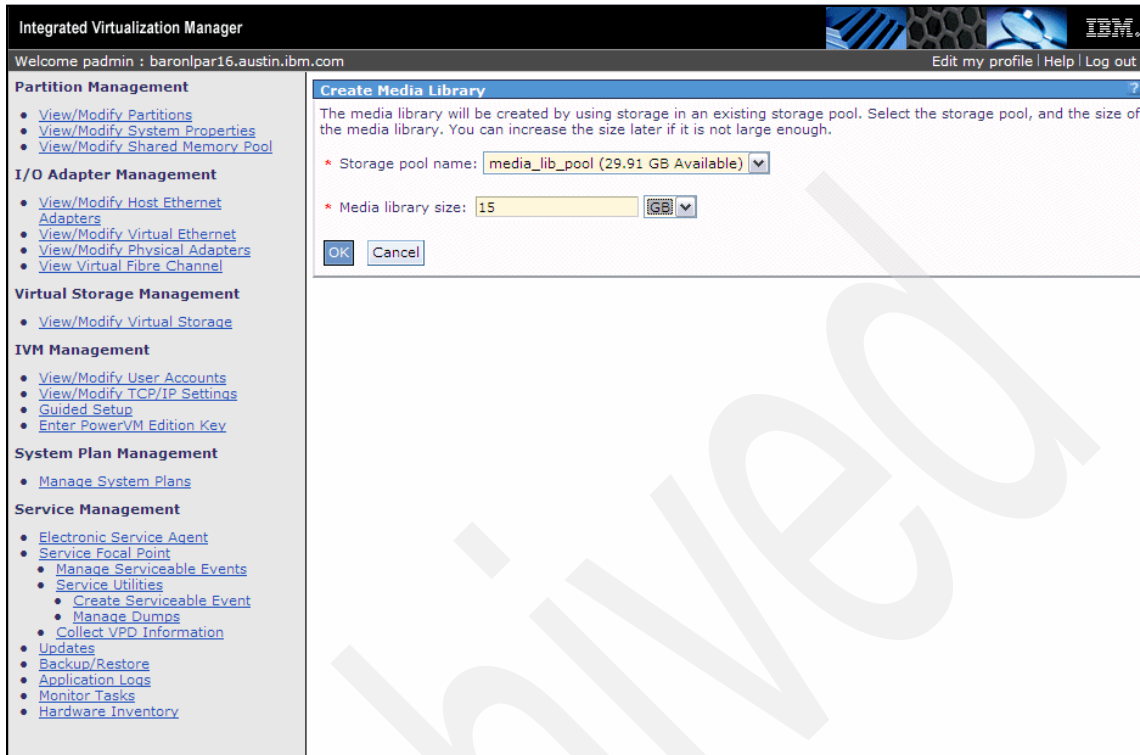 Integrated Virtualization Manager
IBM.
Welcome padmin : baronlpar16.austin.ibm.com
Edit my profile | Help | Log out
Partition Management
View/Modify Partitions
View/Modify System Properties
View/Modify Shared Memory Pool
I/O Adapter Management
View/Modify Host Ethernet
Adapters
View/Modify Virtual Ethernet
View/Modify Physical Adapters
View Virtual Fibre Channel
Virtual Storage Management
View/Modify Virtual Storage
IVM Management
View/Modify User Accounts
View/Modify TCP/IP Settings
Guided Setup
Enter PowerVM Edition Key
System Plan Management
Manage System Plans
Service Management
Electronic Service Agent
Service Focal Point
Manage Serviceable Events
Service Utilities
Create Serviceable Event
Manage Dumps
Collect VPD Information
Updates
Backup/Restore
Application Logs
Monitor Tasks
Hardware Inventory
Create Media Library
?
The media library will be created by using storage in an existing storage pool. Select the storage pool, and the size of
the media library. You can increase the size later if it is not large enough.
* Storage pool name: media_lib_pool (29.91 GB Available)
* Media library size: 15 GB
OK Cancel
hived